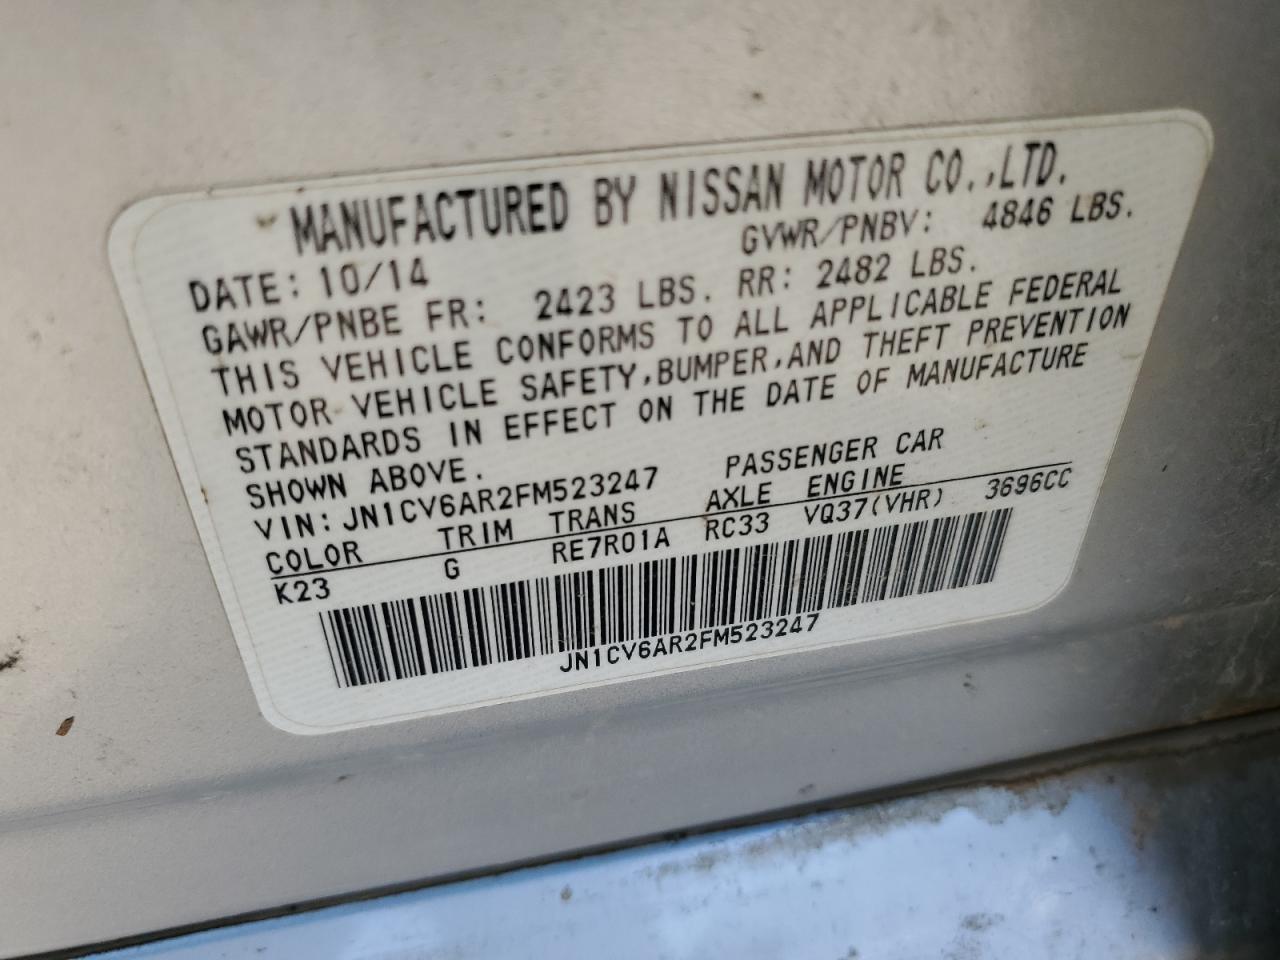 MANUFACTURED BY NISSAN MOTOR CO.,LTD.
DATE: 10/14 GVWR/PNBV: 4846 LBS.
GAWR/PNBE FR: 2423 LBS. RR: 2482 LBS.
THIS VEHICLE CONFORMS TO ALL APPLICABLE FEDERAL
MOTOR VEHICLE SAFETY,BUMPER,AND THEFT PREVENTION
STANDARDS IN EFFECT ON THE DATE OF MANUFACTURE
SHOWN ABOVE.
VIN: JN1CV6AR2FM523247 PASSENGER CAR
COLOR TRIM TRANS AXLE ENGINE
K23 G RE7R01A RC33 VQ37(VHR) 3696CC
JN1CV6AR2FM523247